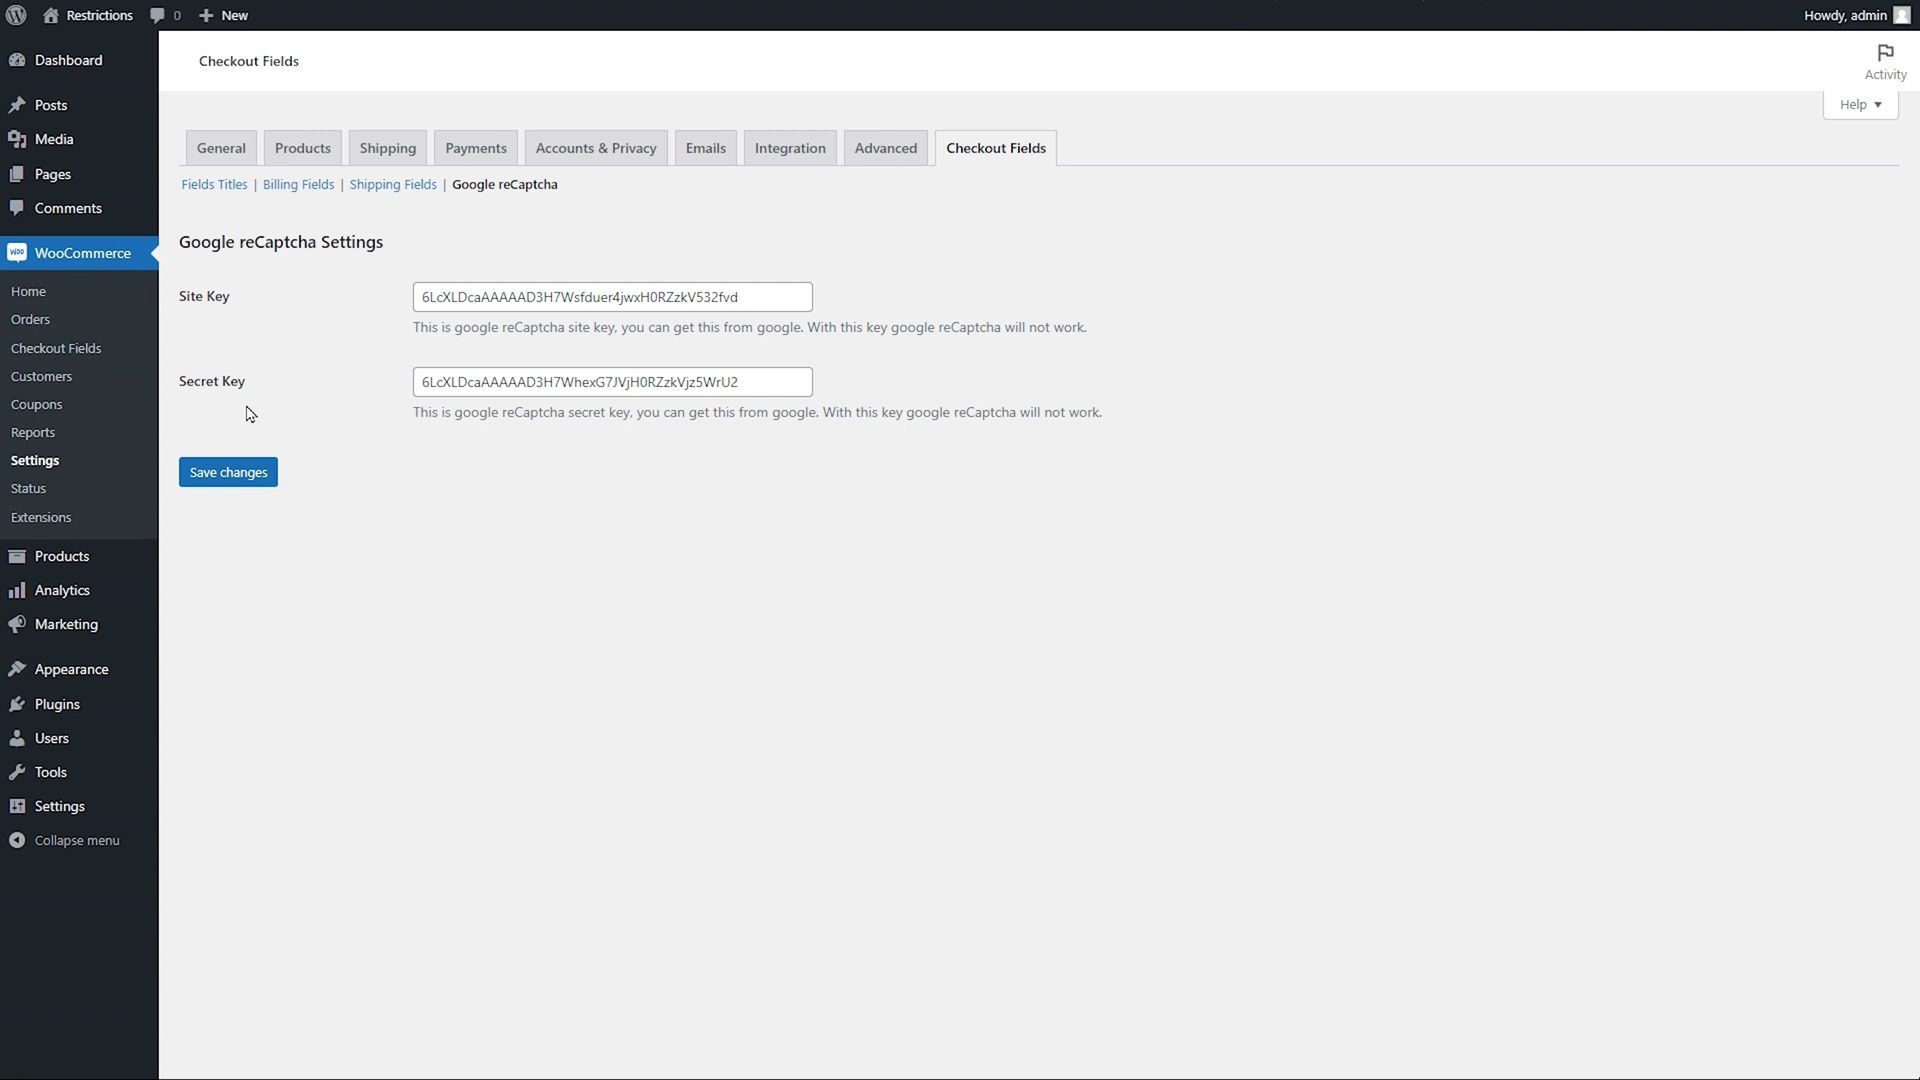 Restrictions 0 New Howdy, admin
Dashboard
Posts
Media
Pages
Comments
WooCommerce
Home
Orders
Checkout Fields
Customers
Coupons
Reports
Settings
Status
Extensions
Products
Analytics
Marketing
Appearance
Plugins
Users
Tools
Settings
Collapse menu
Checkout Fields
Activity
Help
General Products Shipping Payments Accounts & Privacy Emails Integration Advanced Checkout Fields
Fields Titles | Billing Fields | Shipping Fields | Google reCaptcha
Google reCaptcha Settings
Site Key 6LcXLDcaAAAAAD3H7Wsfduer4jwxH0RZzkV532fvd
This is google reCaptcha site key, you can get this from google. With this key google reCaptcha will not work.
Secret Key 6LcXLDcaAAAAAD3H7WhexG7JVjH0RZzkVjz5WrU2
This is google reCaptcha secret key, you can get this from google. With this key google reCaptcha will not work.
Save changes